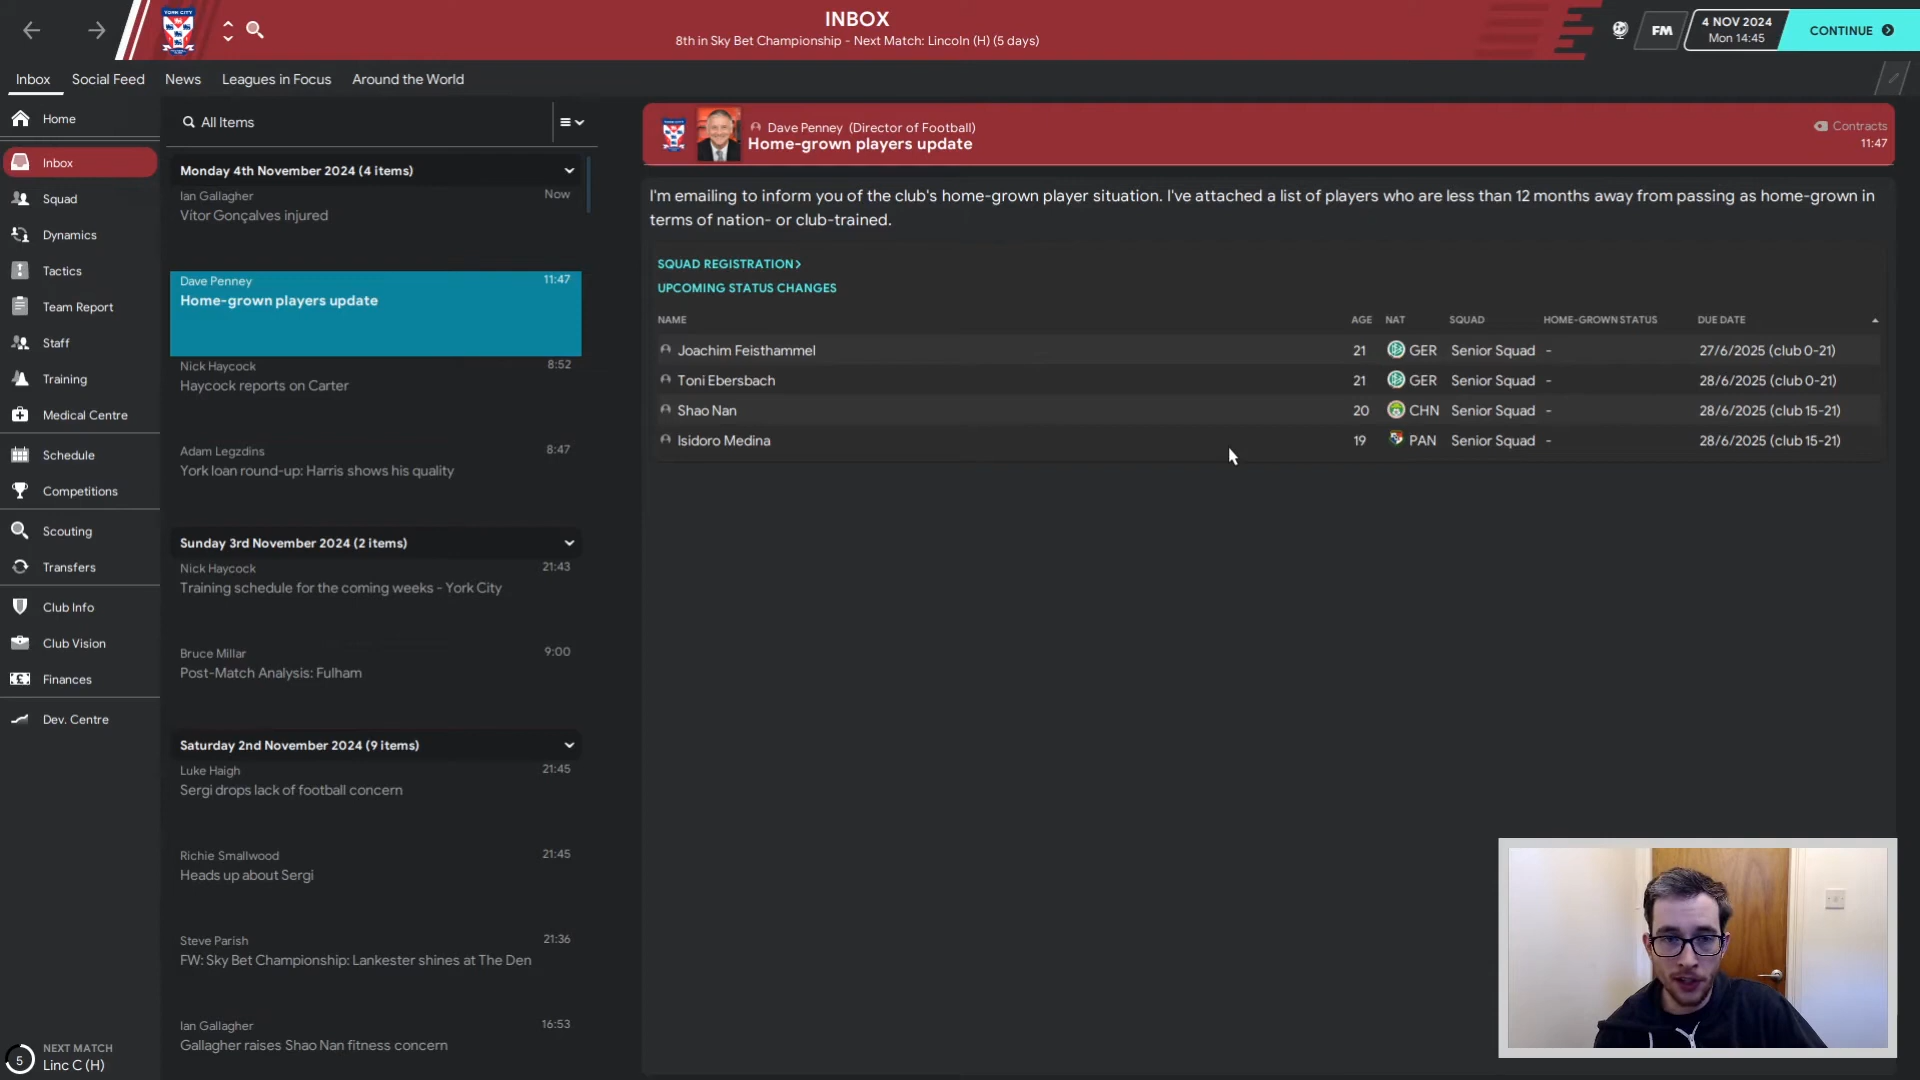 INBOX
8th in Sky Bet Championship - Next Match: Lincoln (H) (5 days)
FM
4 NOV 2024
Mon 14:45
CONTINUE
Inbox
Social Feed
News
Leagues in Focus
Around the World
Home
Inbox
Squad
Dynamics
Tactics
Team Report
Staff
Training
Medical Centre
Schedule
Competitions
Scouting
Transfers
Club Info
Club Vision
Finances
Dev. Centre
5
NEXT MATCH
Linc C (H)
All Items
Monday 4th November 2024 (4 items)
Ian Gallagher Now
Vitor Gonçalves injured
Dave Penney 11:47
Home-grown players update
Nick Haycock 8:52
Haycock reports on Carter
Adam Legzdins 8:47
York loan round-up: Harris shows his quality
Sunday 3rd November 2024 (2 items)
Nick Haycock 21:43
Training schedule for the coming weeks - York City
Bruce Millar 9:00
Post-Match Analysis: Fulham
Saturday 2nd November 2024 (9 items)
Luke Haigh 21:45
Sergi drops lack of football concern
Richie Smallwood 21:45
Heads up about Sergi
Steve Parish 21:36
FW: Sky Bet Championship: Lankester shines at The Den
Ian Gallagher 16:53
Gallagher raises Shao Nan fitness concern
Dave Penney (Director of Football)
Home-grown players update
Contracts
11:47
I'm emailing to inform you of the club's home-grown player situation. I've attached a list of players who are less than 12 months away from passing as home-grown in
terms of nation- or club-trained.
SQUAD REGISTRATION>
UPCOMING STATUS CHANGES
NAME AGE NAT SQUAD HOME-GROWN STATUS DUE DATE
Joachim Feisthammel 21 GER Senior Squad - 27/6/2025 (club 0-21)
Toni Ebersbach 21 GER Senior Squad - 28/6/2025 (club 0-21)
Shao Nan 20 CHN Senior Squad - 28/6/2025 (club 15-21)
Isidoro Medina 19 PAN Senior Squad - 28/6/2025 (club 15-21)